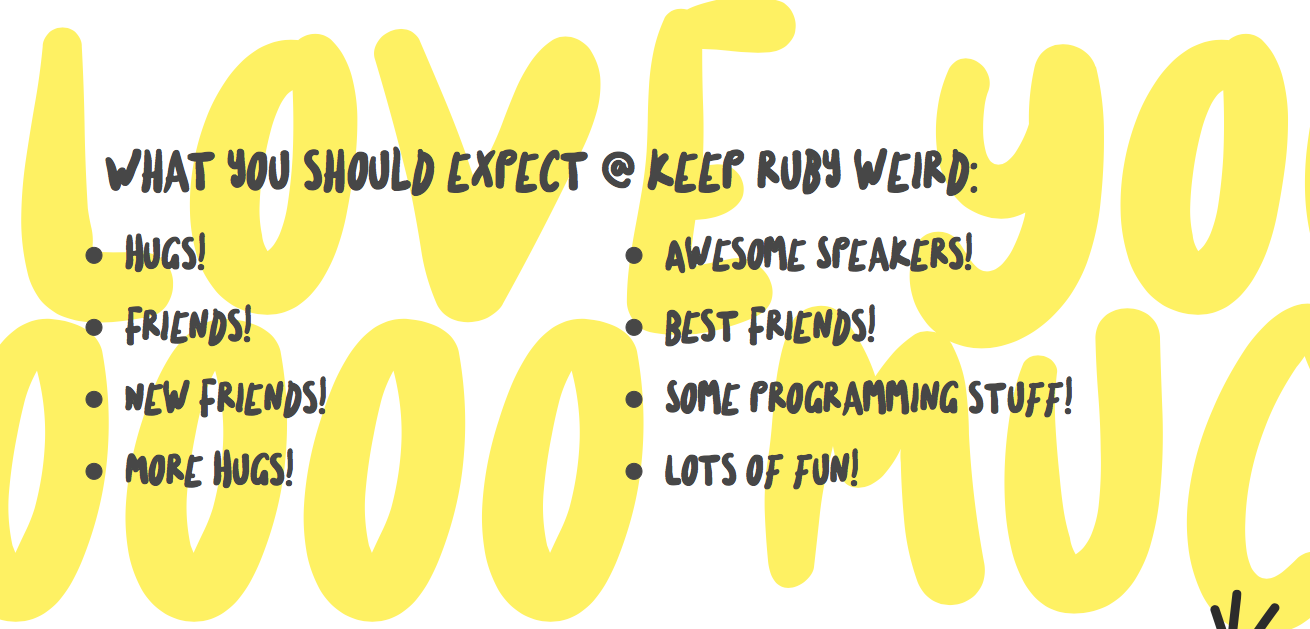 LOVE YO
OOOO MUC
WHAT YOU SHOULD EXPECT @ KEEP RUBY WEIRD:
HUGS!
FRIENDS!
NEW FRIENDS!
MORE HUGS!
AWESOME SPEAKERS!
BEST FRIENDS!
SOME PROGRAMMING STUFF!
LOTS OF FUN!